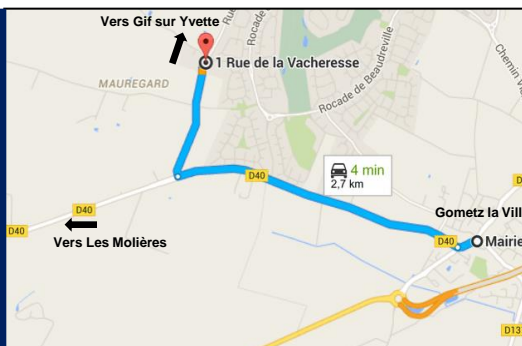 Vers Gif sur Yvette
1 Rue de la Vacheresse
MAUREGARD
Rocade de Beaudreville
4 min
2,7 km
D40
Gometz la Vill
D40
D40
D40
Mairie
Vers Les Molières
D13